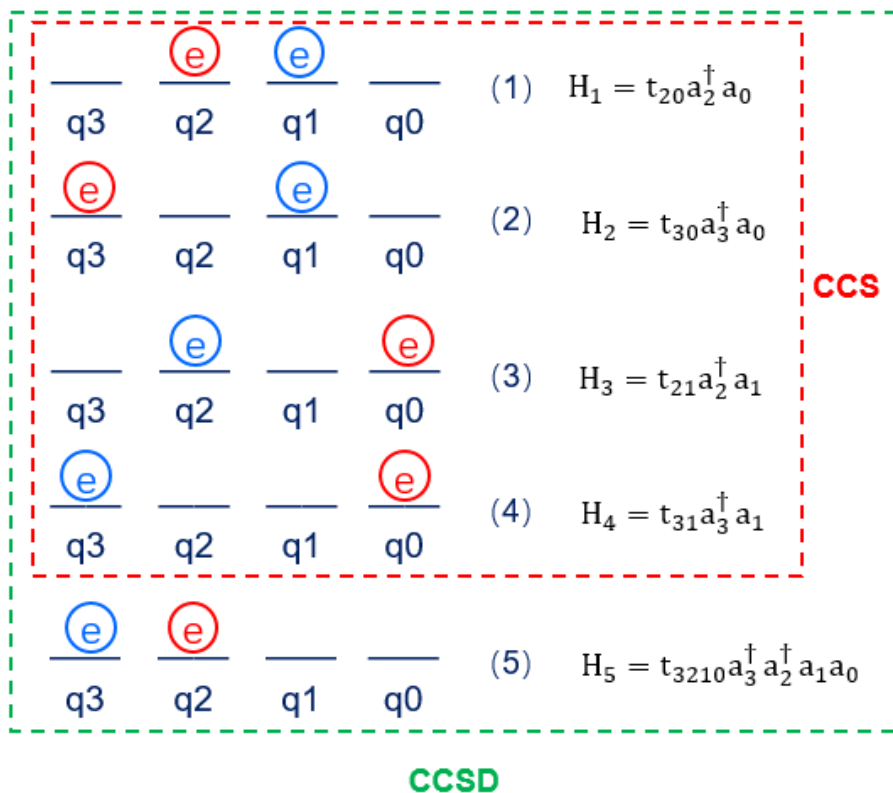 e e
(1) H₁ = t₂₀a₂†a₀
q3 q2 q1 q0
e e
(2) H₂ = t₃₀a₃†a₀
q3 q2 q1 q0
CCS
e e
(3) H₃ = t₂₁a₂†a₁
q3 q2 q1 q0
e e
(4) H₄ = t₃₁a₃†a₁
q3 q2 q1 q0
e e
(5) H₅ = t₃₂₁₀a₃†a₂†a₁a₀
q3 q2 q1 q0
CCSD